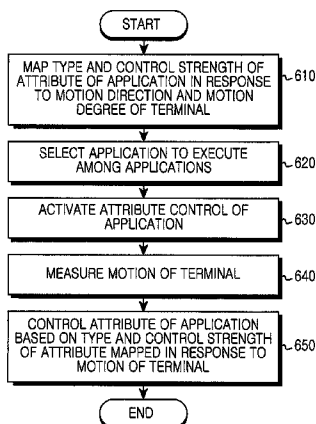 START
MAP TYPE AND CONTROL STRENGTH OF
ATTRIBUTE OF APPLICATION IN RESPONSE
TO MOTION DIRECTION AND MOTION
DEGREE OF TERMINAL
610
SELECT APPLICATION TO EXECUTE
AMONG APPLICATIONS
620
ACTIVATE ATTRIBUTE CONTROL OF
APPLICATION
630
MEASURE MOTION OF TERMINAL
640
CONTROL ATTRIBUTE OF APPLICATION
BASED ON TYPE AND CONTROL STRENGTH
OF ATTRIBUTE MAPPED IN RESPONSE TO
MOTION OF TERMINAL
650
END